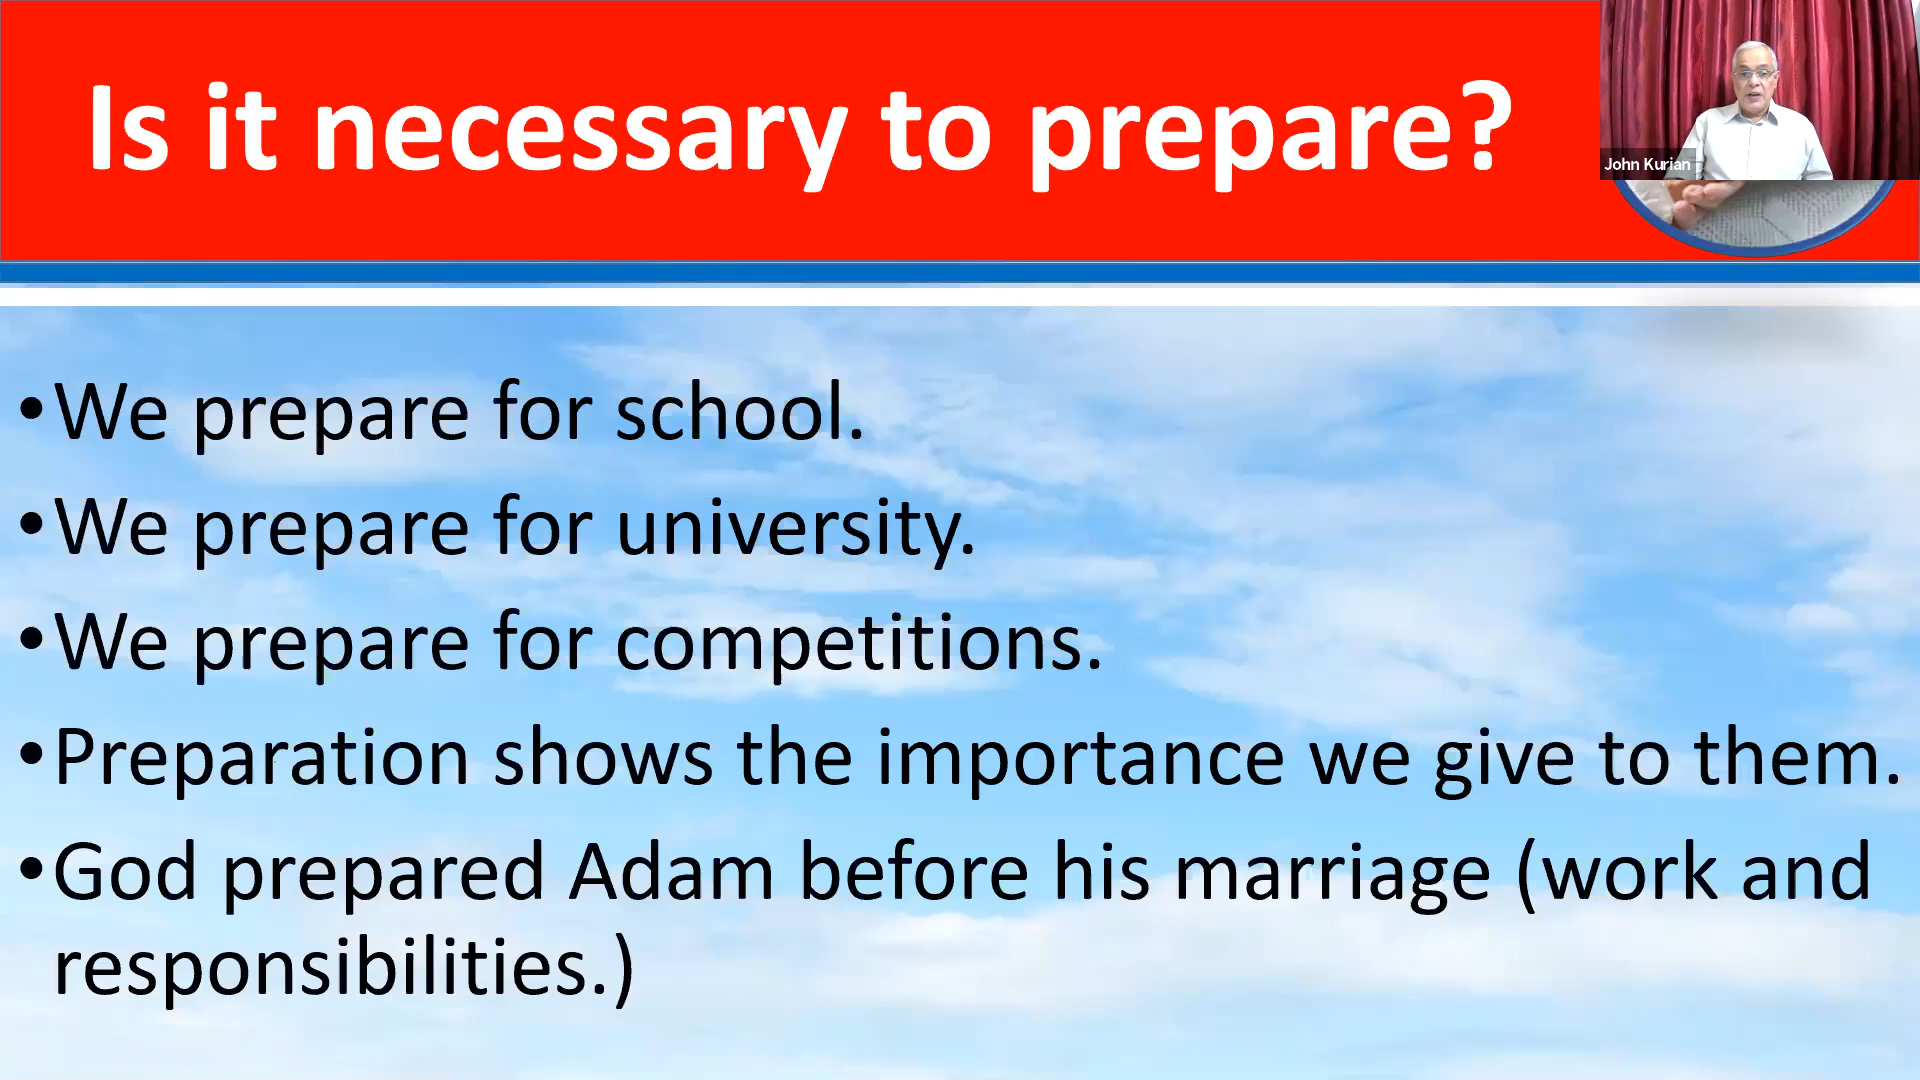 Is it necessary to prepare?
John Kurian
•We prepare for school.
•We prepare for university.
•We prepare for competitions.
•Preparation shows the importance we give to them.
•God prepared Adam before his marriage (work and
responsibilities.)